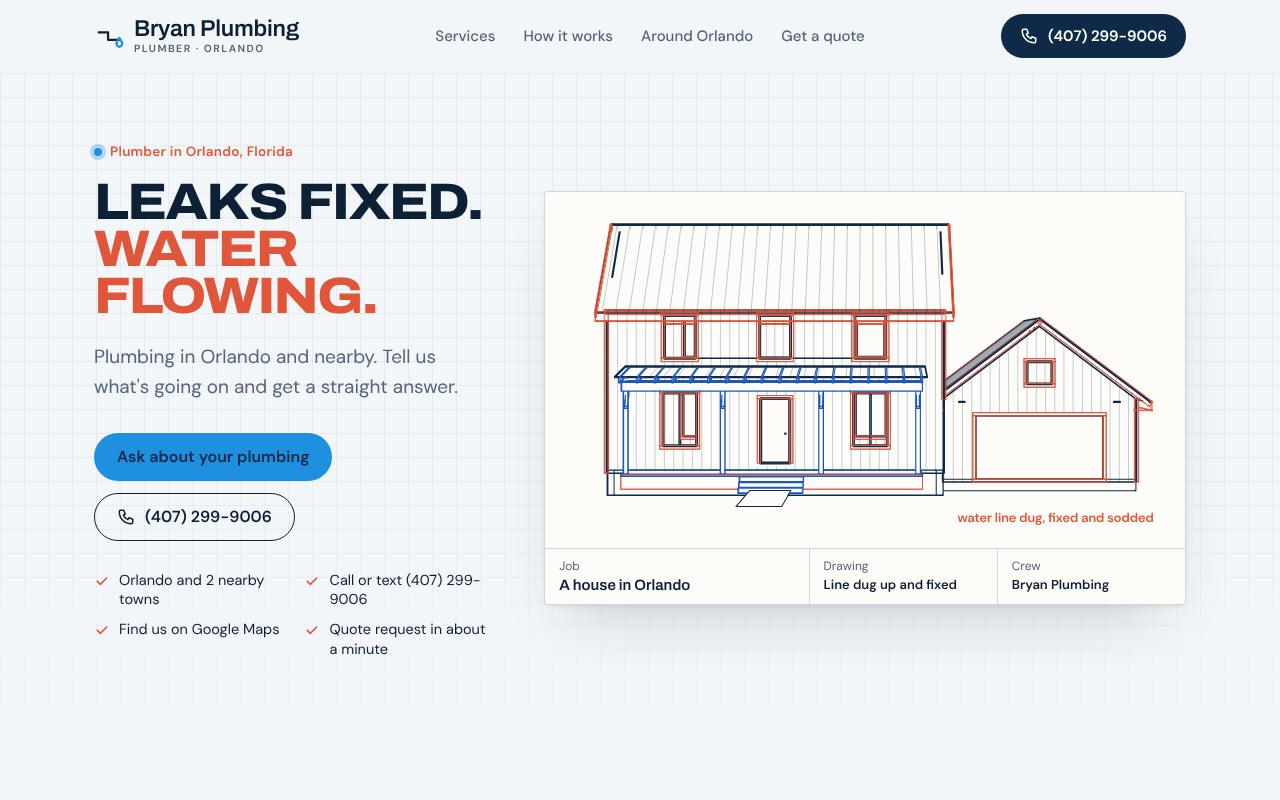 Bryan Plumbing
PLUMBER · ORLANDO
Services
How it works
Around Orlando
Get a quote
(407) 299-9006
Plumber in Orlando, Florida
LEAKS FIXED.
WATER
FLOWING.
Plumbing in Orlando and nearby. Tell us
what's going on and get a straight answer.
Ask about your plumbing
(407) 299-9006
Orlando and 2 nearby
towns
Call or text (407) 299-
9006
Find us on Google Maps
Quote request in about
a minute
water line dug, fixed and sodded
Job
A house in Orlando
Drawing
Line dug up and fixed
Crew
Bryan Plumbing